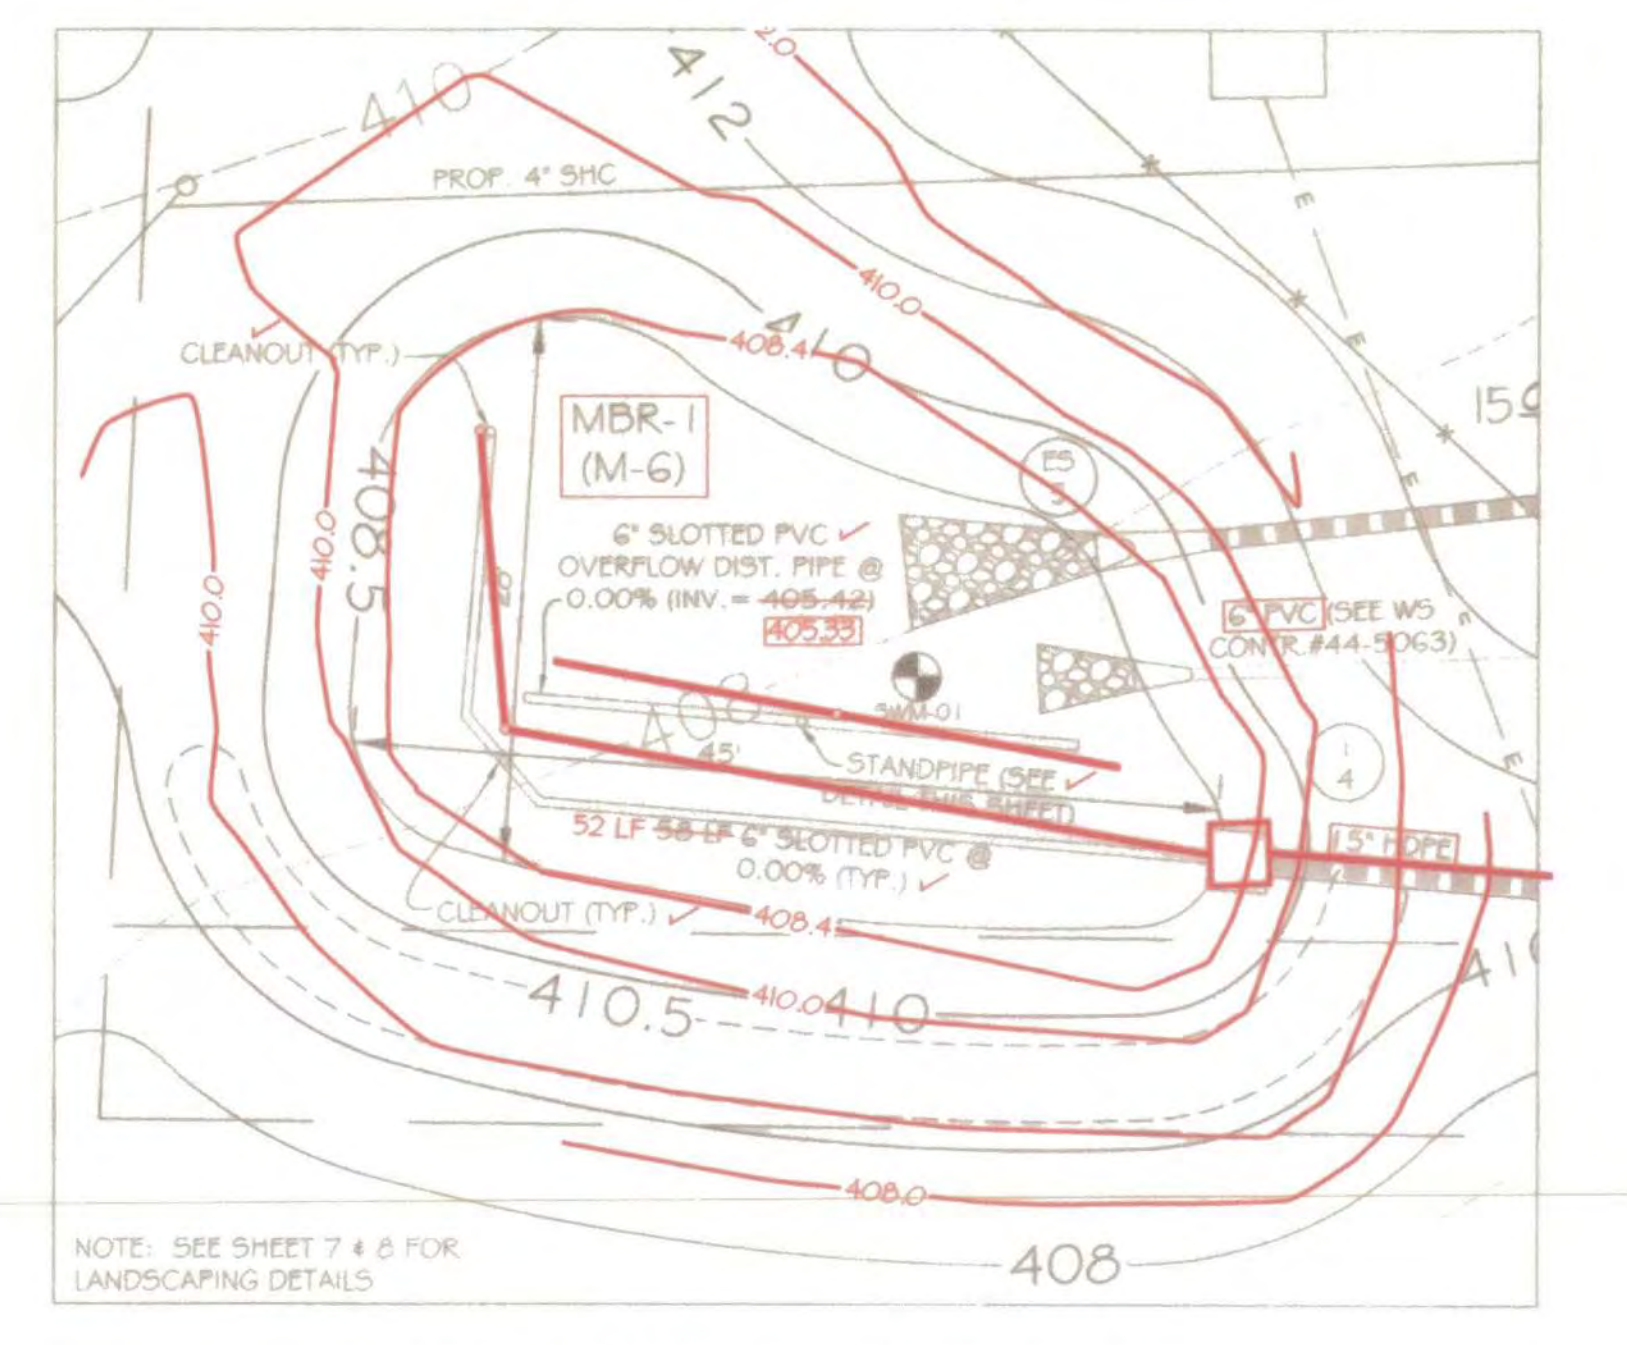 2.0
410
412
PROP. 4" SHC
E
410.0
410
408.4
CLEANOUT (TYP.)
E
15
MBR-1
(M-6)
ES
408.5
410.0
410.0
E
6" SLOTTED PVC
OVERFLOW DIST. PIPE @
0.00% (INV. = 405.42)
405.33
6" PVC (SEE WS
CONTR.#44-5063)
E
408
SWM-01
45'
STANDPIPE (SEE
DETAIL THIS SHEET)
1
4
E
52 LF 58 LF 6" SLOTTED PVC @
0.00% (TYP.)
15" HDPE
CLEANOUT (TYP.)
408.4
410.5
410.0
410
41
408.0
NOTE: SEE SHEET 7 & 8 FOR
LANDSCAPING DETAILS
408